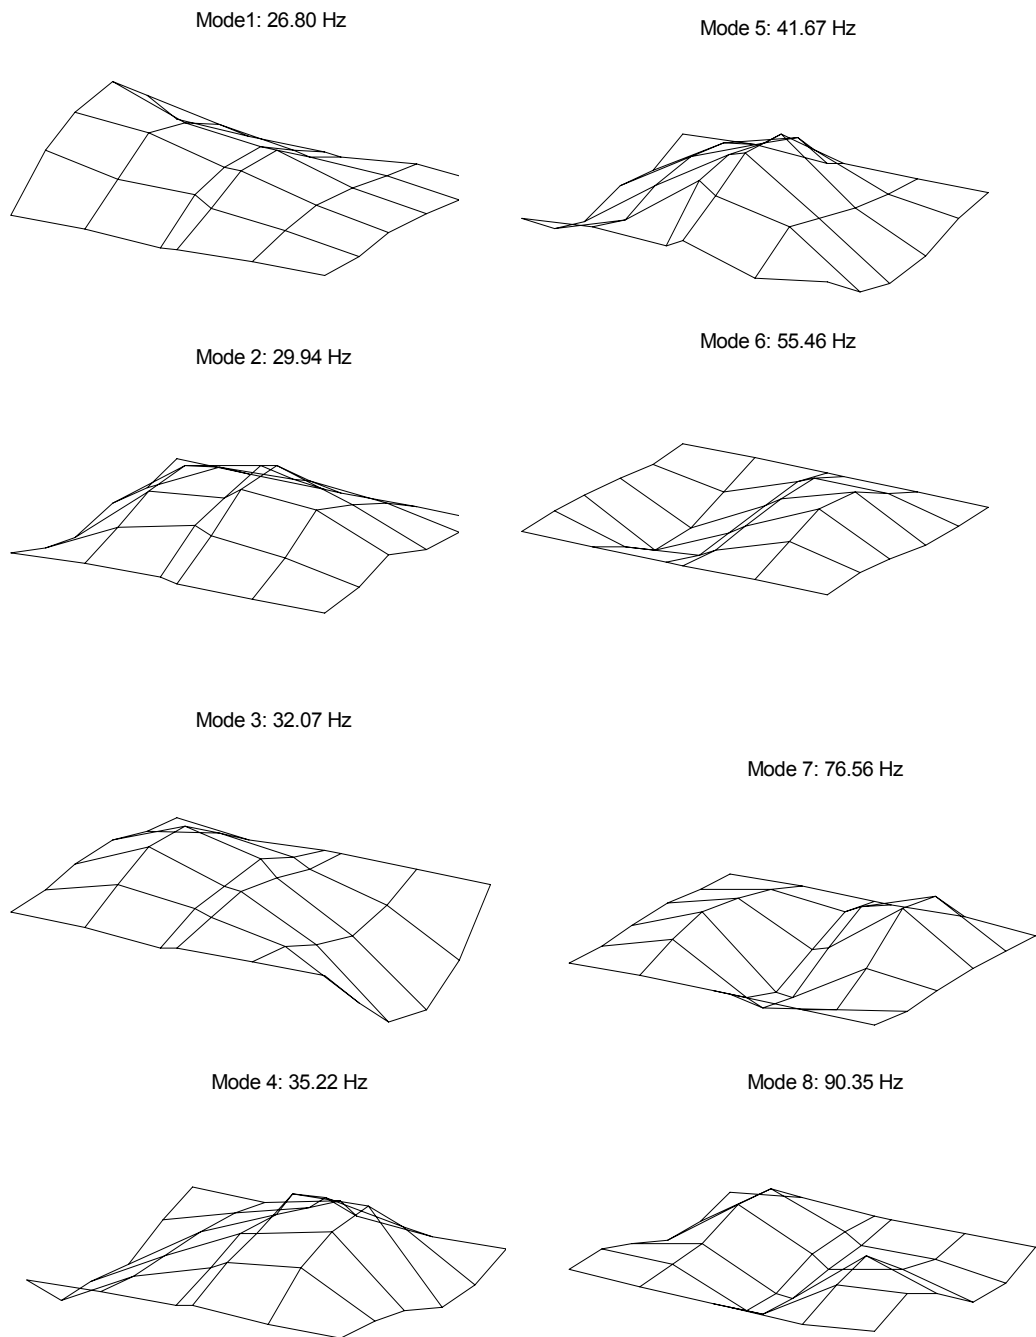 Mode1: 26.80 Hz
Mode 2: 29.94 Hz
Mode 3: 32.07 Hz
Mode 4: 35.22 Hz
Mode 5: 41.67 Hz
Mode 6: 55.46 Hz
Mode 7: 76.56 Hz
Mode 8: 90.35 Hz